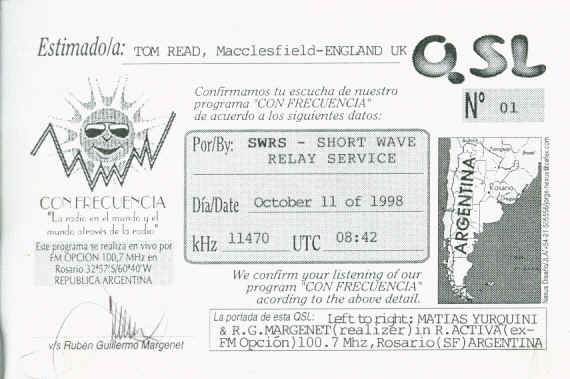 Estimado/a: TOM READ, Macclesfield-ENGLAND UK
QSL
Nº 01
Confirmamos tu escucha de nuestro
programa "CON FRECUENCIA"
de acuerdo a los siguientes datos:
Por/By: SWRS - SHORT WAVE
RELAY SERVICE
Día/Date October 11 of 1998
kHz 11470 UTC 08:42
We confirm your listening of our
program "CON FRECUENCIA"
acording to the above detail.
CON FRECUENCIA
"La radio en el mundo y el
mundo através de la radio"
Este programa se realiza en vivo por
FM OPCION 100,7 MHz en
Rosario 32º57'S/60º40'W
REPUBLICA ARGENTINA
v/s Rubén Guillermo Margenet
ARGENTINA
Rosario
La portada de esta QSL: Left to right: MATIAS YURQUINI
& R.G.MARGENET(realizer)in R.ACTIVA(ex-
FM Opción)100.7 Mhz,Rosario(SF)ARGENTINA